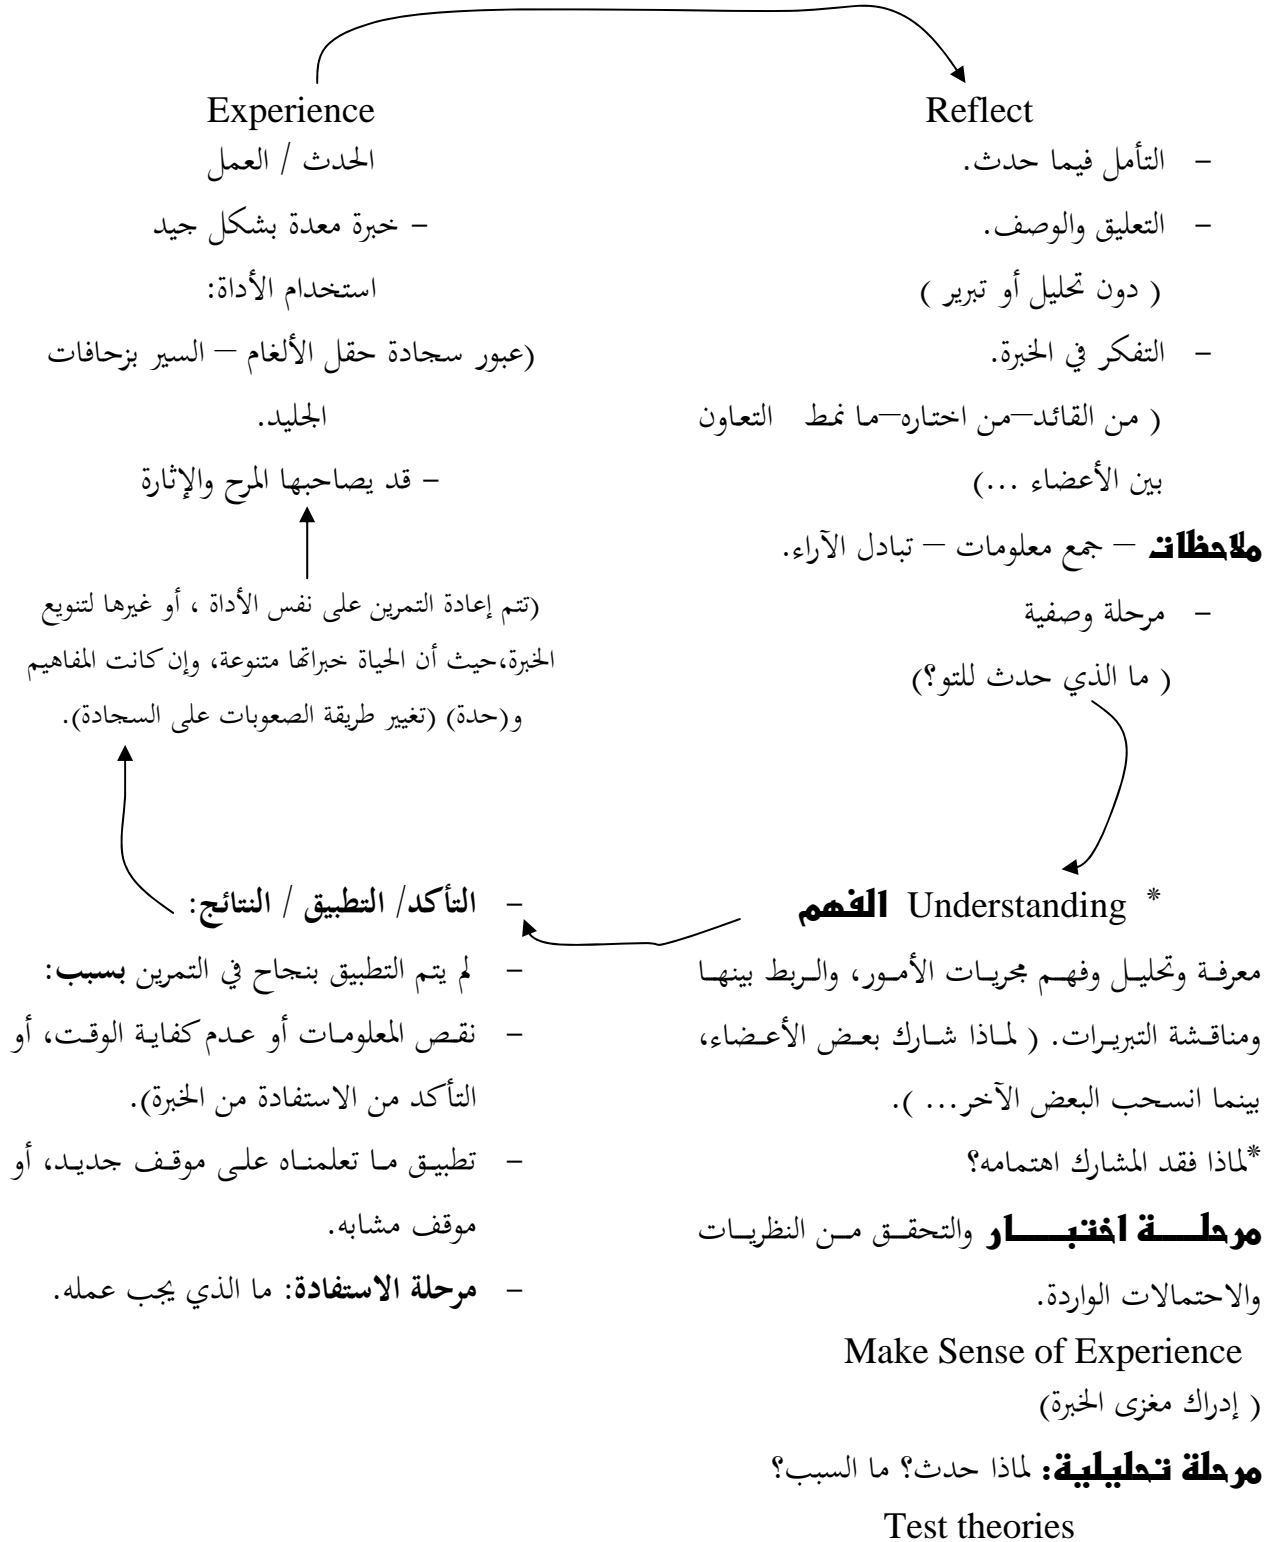 Experience
الحدث / العمل
– خبرة معدة بشكل جيد
استخدام الأداة:
(عبور سجادة حقل الألغام – السير بزحافات
الجليد.
– قد يصاحبها المرح والإثارة
(تتم إعادة التمرين على نفس الأداة ، أو غيرها لتنويع
الخبرة،حيث أن الحياة خبراتها متنوعة، وإن كانت المفاهيم
و(حدة) (تغيير طريقة الصعوبات على السجادة).
Reflect
– التأمل فيما حدث.
– التعليق والوصف.
( دون تحليل أو تبرير )
– التفكر في الخبرة.
( من القائد–من اختاره–ما نمط التعاون
بين الأعضاء ...)
ملاحظات – جمع معلومات – تبادل الآراء.
– مرحلة وصفية
( ما الذي حدث للتو؟)
* Understanding الفهم
معرفة وتحليل وفهم مجريات الأمور، والربط بينها
ومناقشة التبريرات. ( لماذا شارك بعض الأعضاء،
بينما انسحب البعض الآخر... ).
*لماذا فقد المشارك اهتمامه؟
مرحلة اختبار والتحقق من النظريات
والاحتمالات الواردة.
Make Sense of Experience
( إدراك مغزى الخبرة)
مرحلة تحليلية: لماذا حدث؟ ما السبب؟
Test theories
– التأكد/ التطبيق / النتائج:
– لم يتم التطبيق بنجاح في التمرين بسبب:
– نقص المعلومات أو عدم كفاية الوقت، أو
التأكد من الاستفادة من الخبرة).
– تطبيق ما تعلمناه على موقف جديد، أو
موقف مشابه.
– مرحلة الاستفادة: ما الذي يجب عمله.